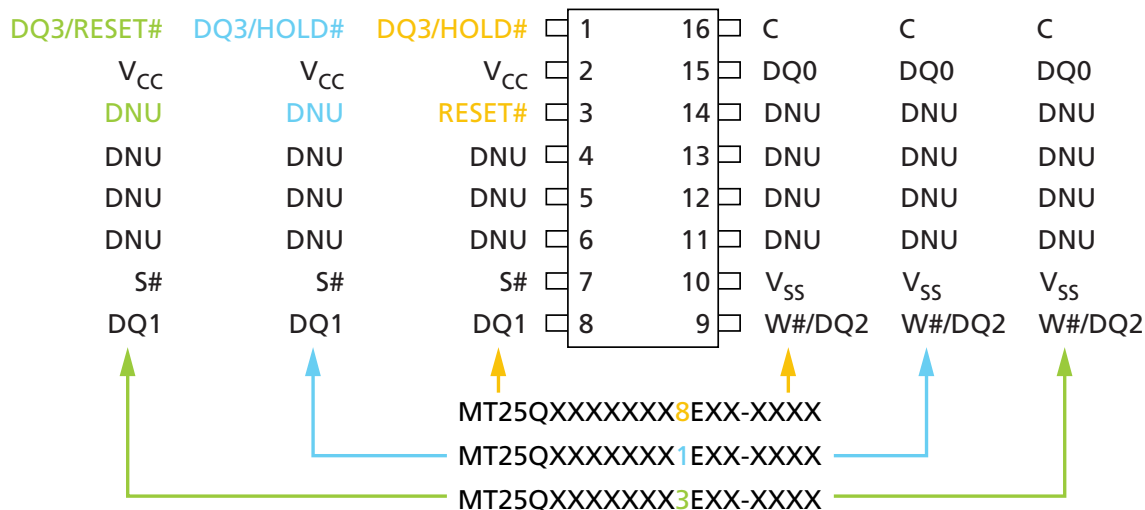 DQ3/RESET# DQ3/HOLD# DQ3/HOLD# 1 16 C C C
VCC VCC VCC 2 15 DQ0 DQ0 DQ0
DNU DNU RESET# 3 14 DNU DNU DNU
DNU DNU DNU 4 13 DNU DNU DNU
DNU DNU DNU 5 12 DNU DNU DNU
DNU DNU DNU 6 11 DNU DNU DNU
S# S# S# 7 10 VSS VSS VSS
DQ1 DQ1 DQ1 8 9 W#/DQ2 W#/DQ2 W#/DQ2
MT25QXXXXXXX8EXX-XXXX
MT25QXXXXXXX1EXX-XXXX
MT25QXXXXXXX3EXX-XXXX